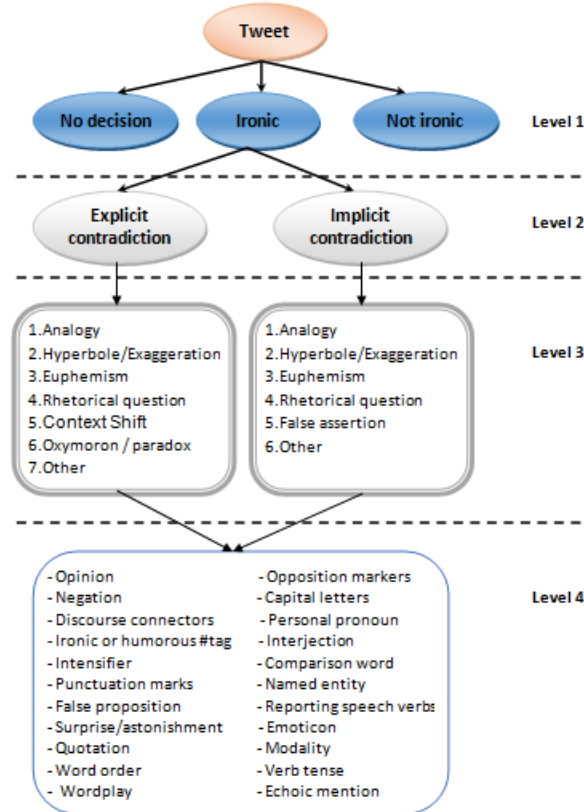 Tweet
No decision
Ironic
Not ironic
Level 1
Explicit
contradiction
Implicit
contradiction
Level 2
1.Analogy
2.Hyperbole/Exaggeration
3.Euphemism
4.Rhetorical question
5.Context Shift
6.Oxymoron / paradox
7.Other
1.Analogy
2.Hyperbole/Exaggeration
3.Euphemism
4.Rhetorical question
5.False assertion
6.Other
Level 3
- Opinion
- Negation
- Discourse connectors
- Ironic or humorous #tag
- Intensifier
- Punctuation marks
- False proposition
- Surprise/astonishment
- Quotation
- Word order
- Wordplay
- Opposition markers
- Capital letters
- Personal pronoun
- Interjection
- Comparison word
- Named entity
- Reporting speech verbs
- Emoticon
- Modality
- Verb tense
- Echoic mention
Level 4